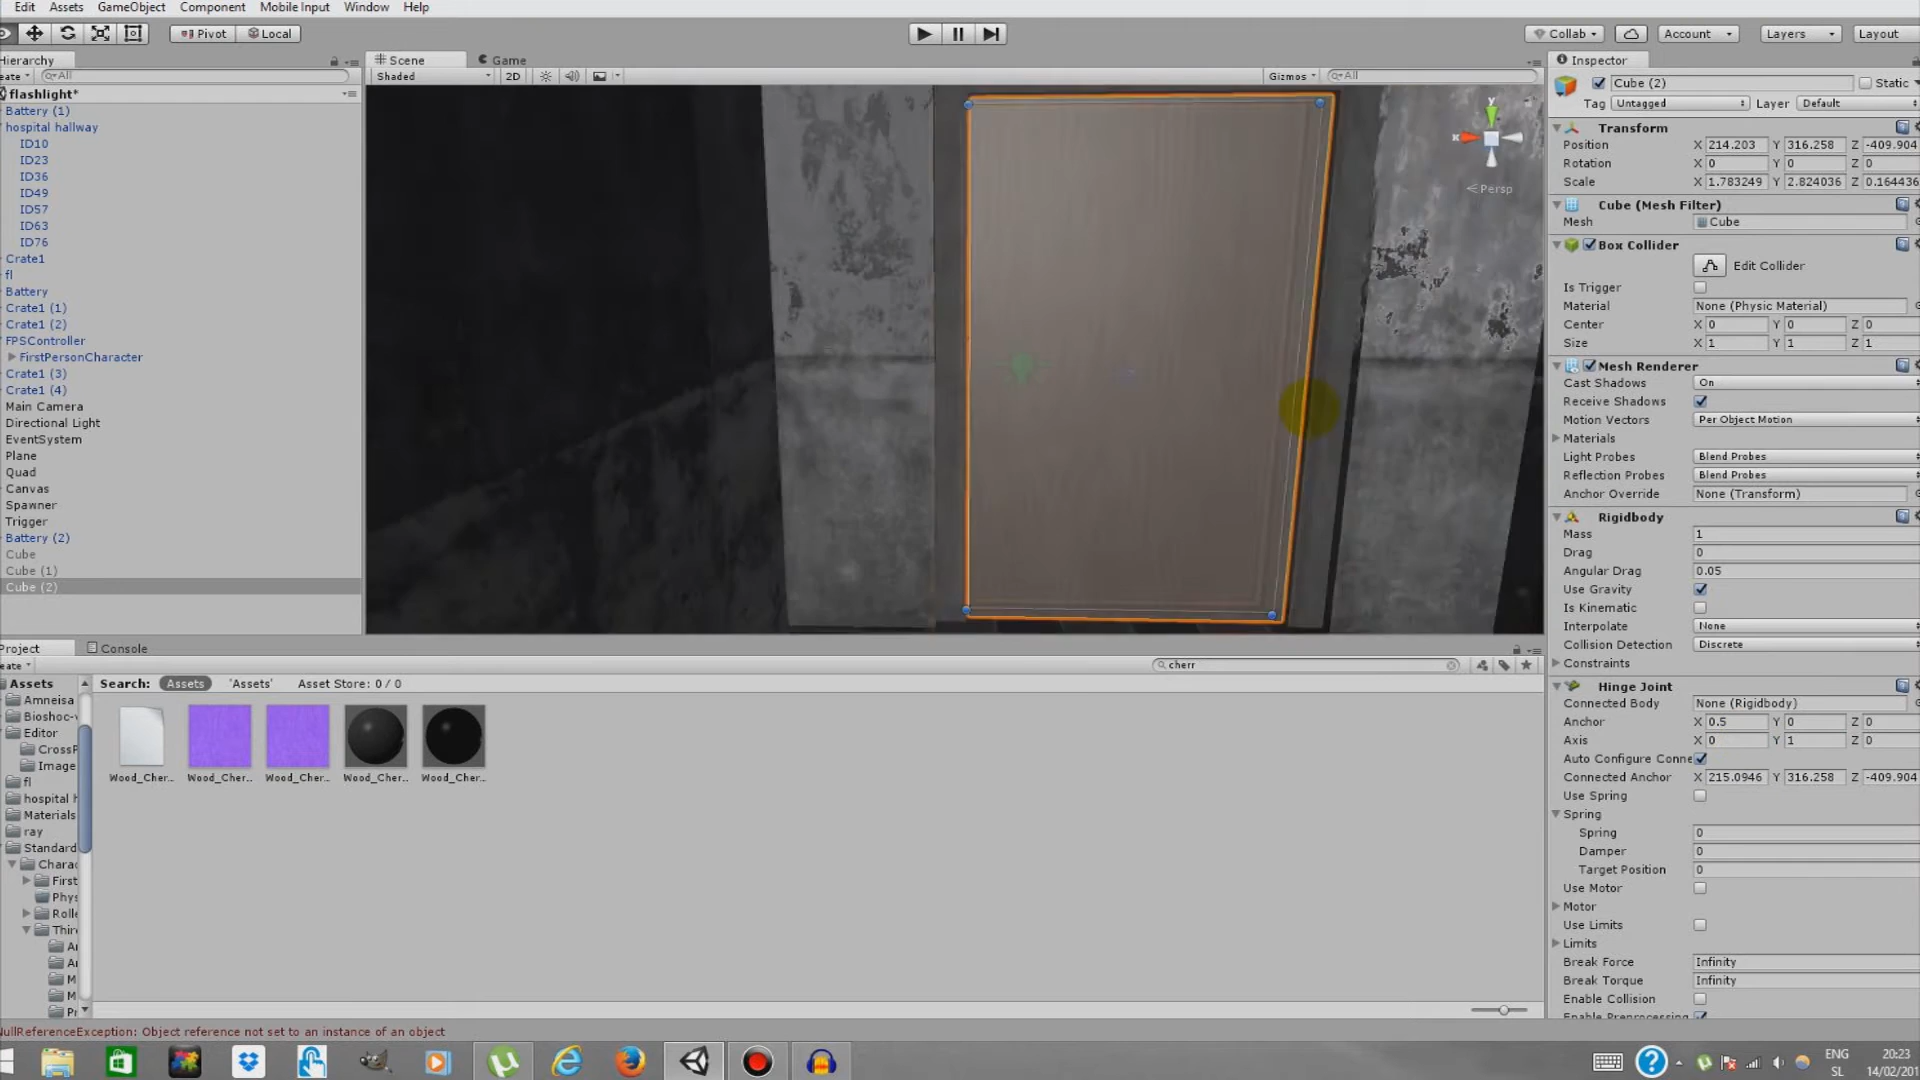 Edit Assets GameObject Component Mobile Input Window Help
Pivot Local Collab Account Layers Layout
Hierarchy Scene Game Inspector
All Shaded 2D Gizmos All
flashlight*
Battery (1)
hospital hallway
ID10
ID23
ID36
ID49
ID57
ID63
ID76
Crate1
fl
Battery
Crate1 (1)
Crate1 (2)
FPSController
FirstPersonCharacter
Crate1 (3)
Crate1 (4)
Main Camera
Directional Light
EventSystem
Plane
Quad
Canvas
Spawner
Trigger
Battery (2)
Cube
Cube (1)
Cube (2)
y
x
Persp
Cube (2) Static
Tag Untagged Layer Default
Transform
Position X 214.203 Y 316.258 Z -409.904
Rotation X 0 Y 0 Z 0
Scale X 1.783249 Y 2.824036 Z 0.164436
Cube (Mesh Filter)
Mesh Cube
Box Collider
Edit Collider
Is Trigger
Material None (Physic Material)
Center X 0 Y 0 Z 0
Size X 1 Y 1 Z 1
Mesh Renderer
Cast Shadows On
Receive Shadows
Motion Vectors Per Object Motion
Materials
Light Probes Blend Probes
Reflection Probes Blend Probes
Anchor Override None (Transform)
Rigidbody
Mass 1
Drag 0
Angular Drag 0.05
Use Gravity
Is Kinematic
Interpolate None
Collision Detection Discrete
Constraints
Hinge Joint
Connected Body None (Rigidbody)
Anchor X 0.5 Y 0 Z 0
Axis X 0 Y 1 Z 0
Auto Configure Conne
Connected Anchor X 215.0946 Y 316.258 Z -409.904
Use Spring
Spring
Spring 0
Damper 0
Target Position 0
Use Motor
Motor
Use Limits
Limits
Break Force Infinity
Break Torque Infinity
Enable Collision
Enable Preprocessing
Project Console
eate cherr
Assets
Amneisa
Bioshoc-v
Editor
CrossP
Image
fl
hospital h
Materials
ray
Standard
Charac
First
Phys
Rolle
Third
A
A
M
M
Pr
Search: Assets 'Assets' Asset Store: 0 / 0
Wood_Cher.. Wood_Cher.. Wood_Cher.. Wood_Cher.. Wood_Cher..
NullReferenceException: Object reference not set to an instance of an object
ENG
SL
20:23
14/02/201